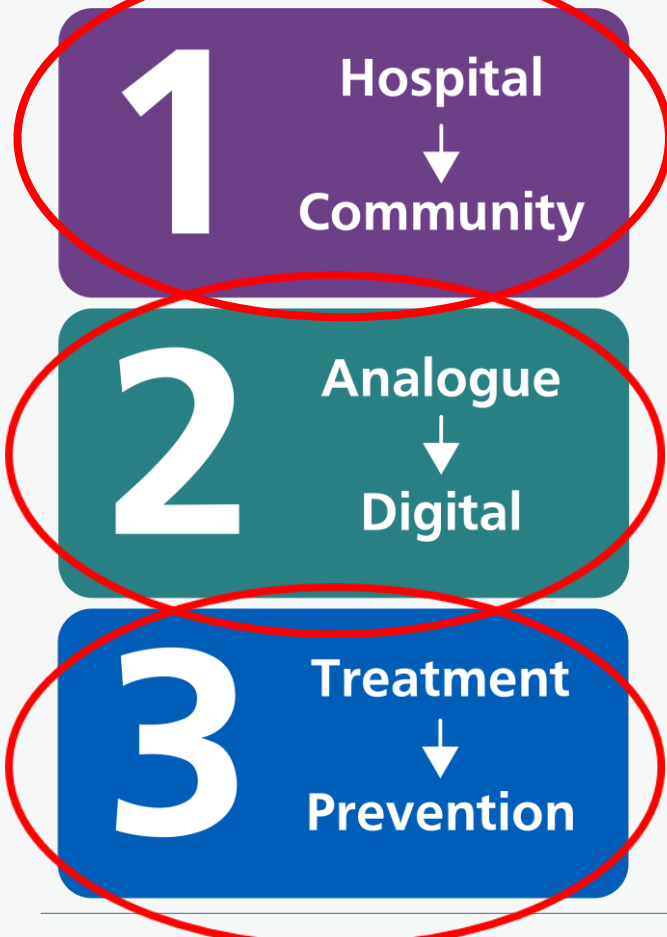 1
Hospital
Community
2
Analogue
Digital
3
Treatment
Prevention